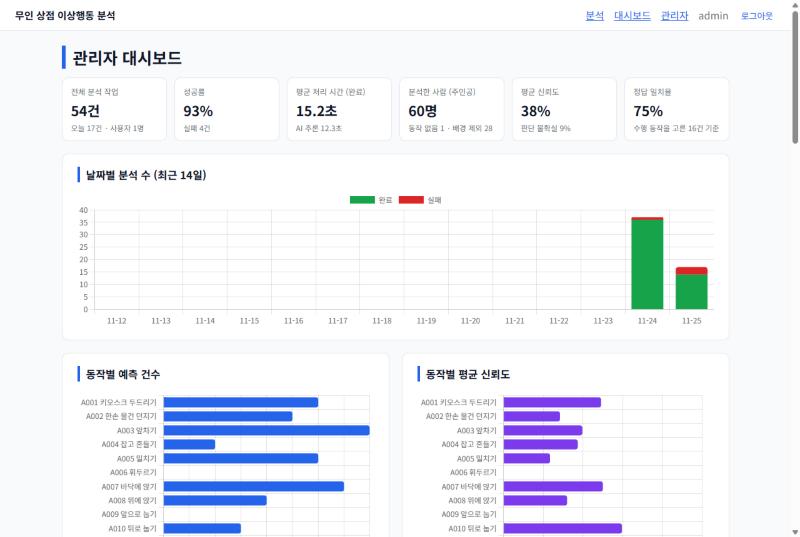 무인 상점 이상행동 분석
분석 대시보드 관리자 admin 로그아웃
관리자 대시보드
전체 분석 작업
54건
오늘 17건 · 사용자 1명
성공률
93%
실패 4건
평균 처리 시간 (완료)
15.2초
AI 추론 12.3초
분석한 사람 (주인공)
60명
동작 없음 1 · 배경 제외 28
평균 신뢰도
38%
판단 불확실 9%
정답 일치율
75%
수행 동작을 고른 16건 기준
날짜별 분석 수 (최근 14일)
완료 실패
40
35
30
25
20
15
10
5
0
11-12 11-13 11-14 11-15 11-16 11-17 11-18 11-19 11-20 11-21 11-22 11-23 11-24 11-25
동작별 예측 건수
A001 키오스크 두드리기
A002 한손 물건 던지기
A003 앞차기
A004 잡고 흔들기
A005 밀치기
A006 휘두르기
A007 바닥에 앉기
A008 위에 앉기
A009 앞으로 눕기
A010 뒤로 눕기
동작별 평균 신뢰도
A001 키오스크 두드리기
A002 한손 물건 던지기
A003 앞차기
A004 잡고 흔들기
A005 밀치기
A006 휘두르기
A007 바닥에 앉기
A008 위에 앉기
A009 앞으로 눕기
A010 뒤로 눕기